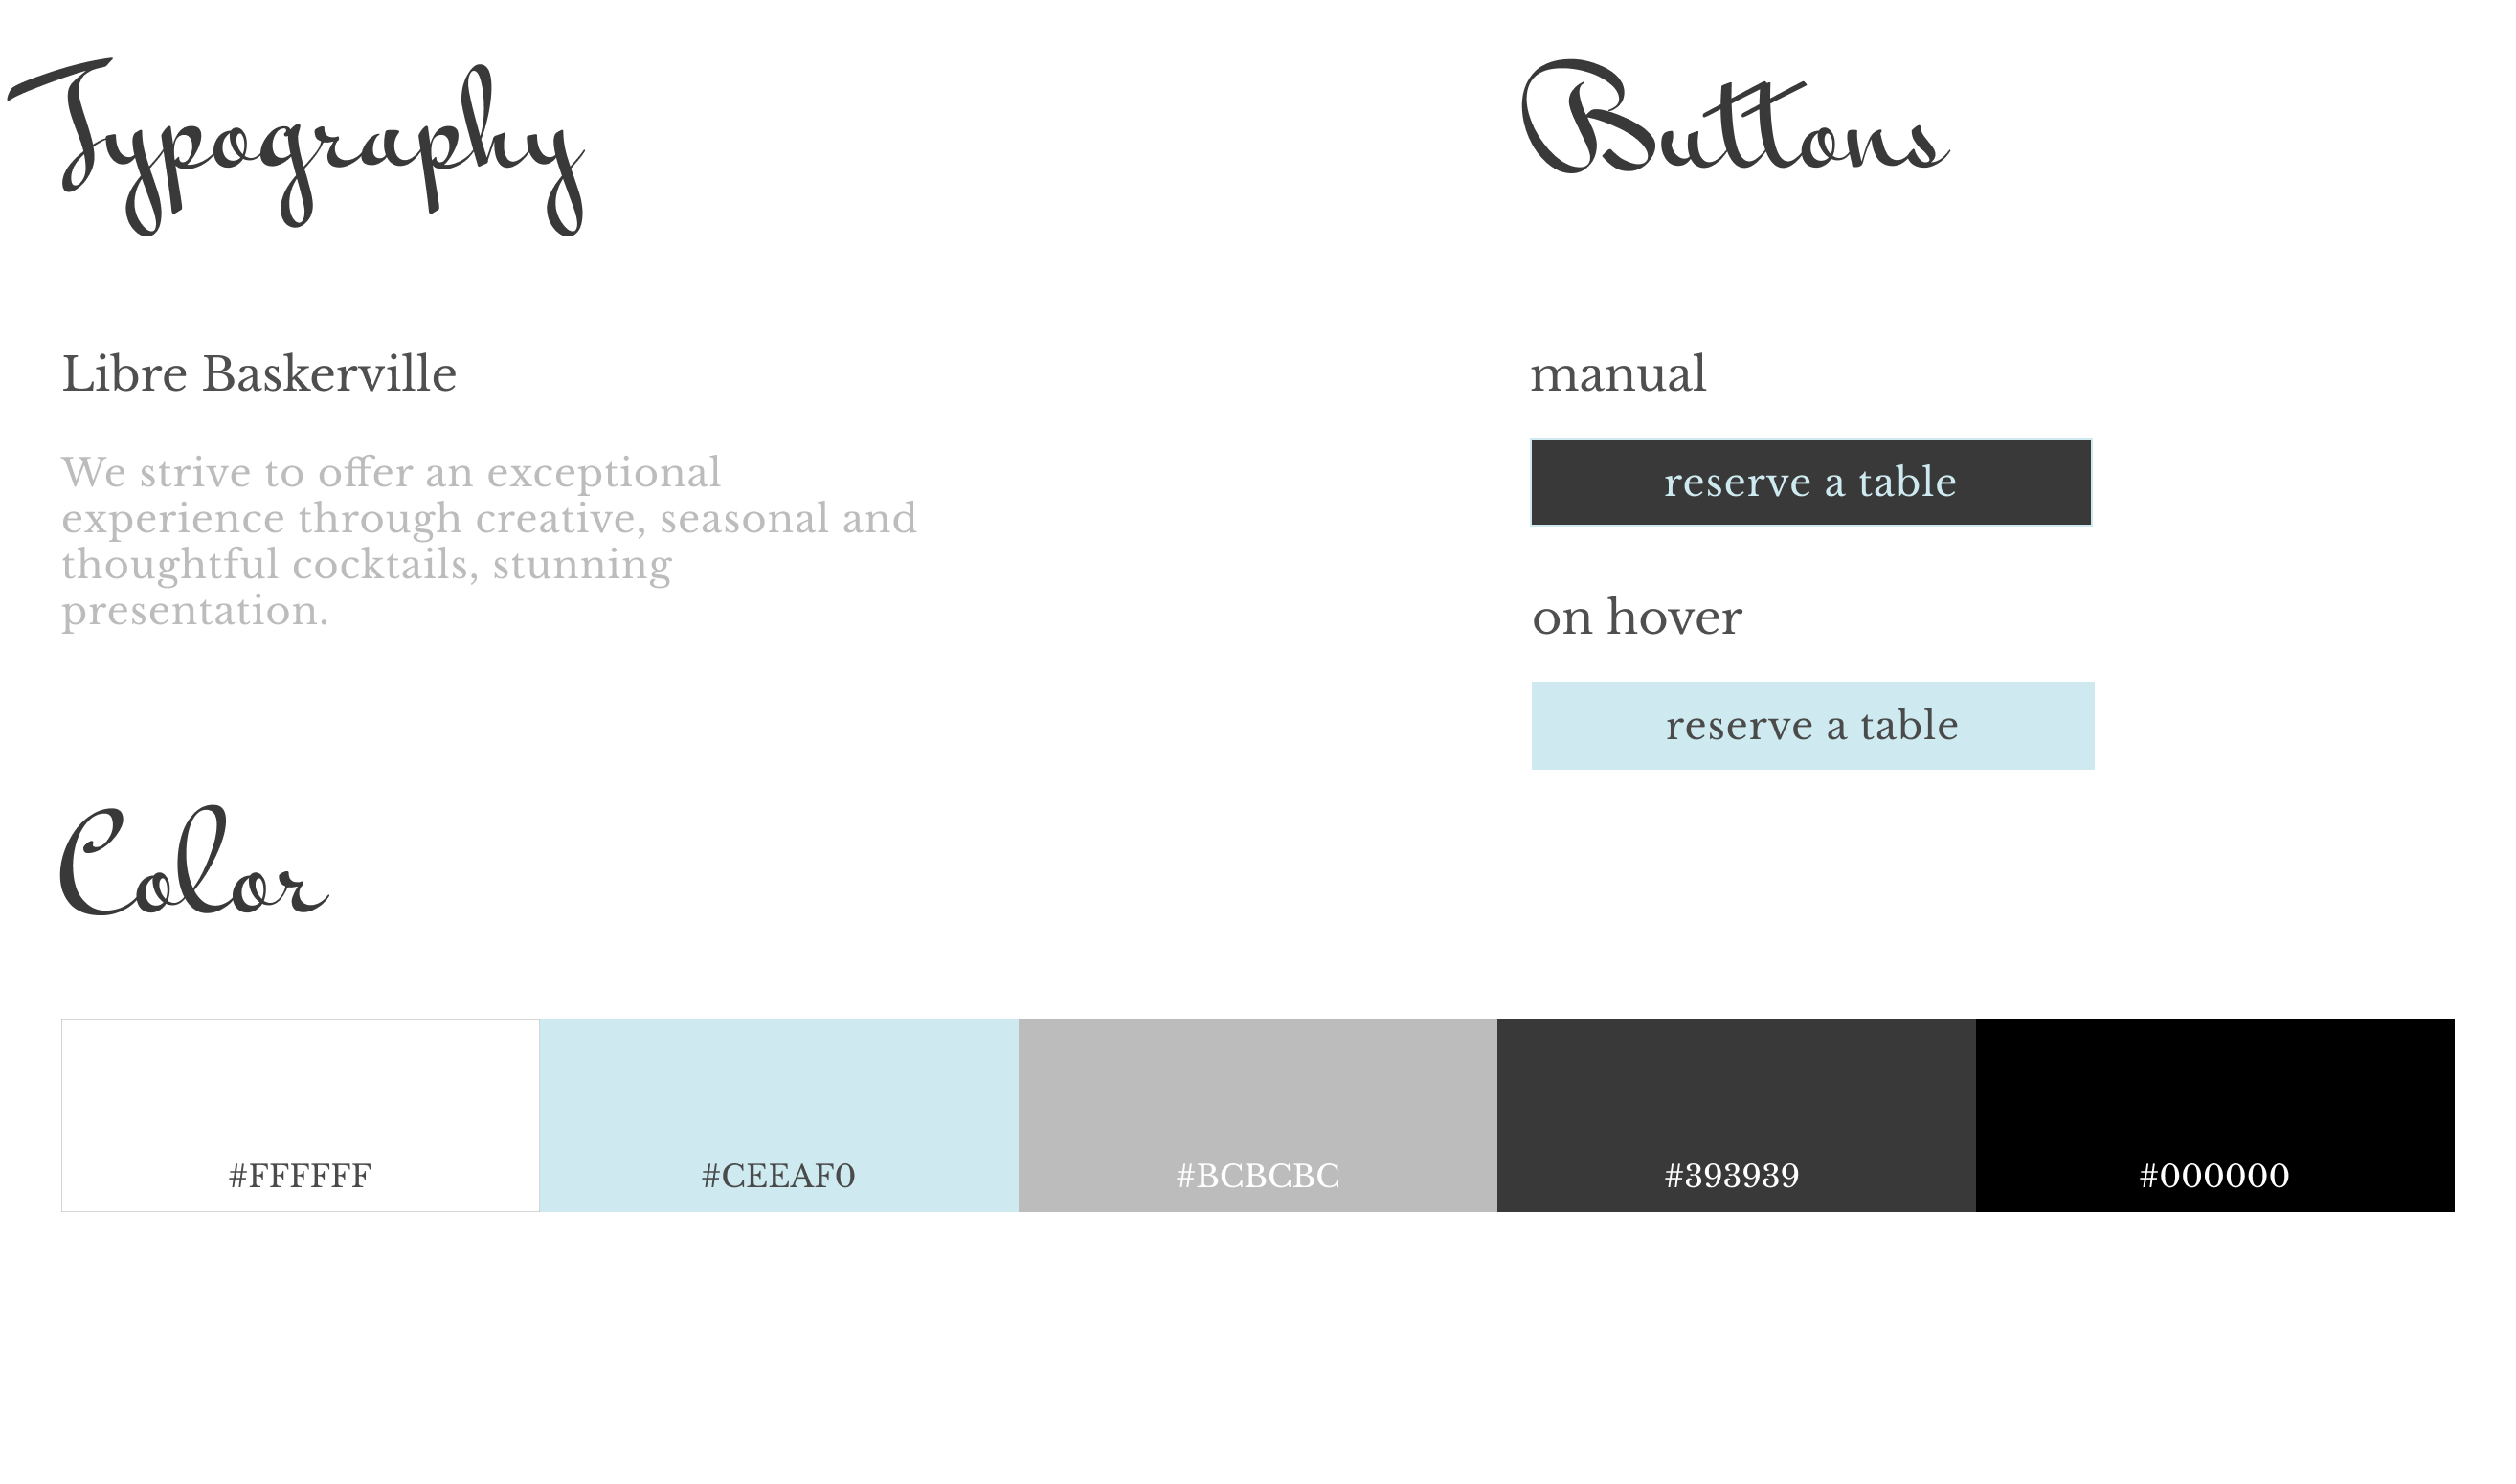 Typography
Libre Baskerville
We strive to offer an exceptional
experience through creative, seasonal and
thoughtful cocktails, stunning
presentation.
Buttons
manual
reserve a table
on hover
reserve a table
Color
#FFFFFF
#CEEAF0
#BCBCBC
#393939
#000000